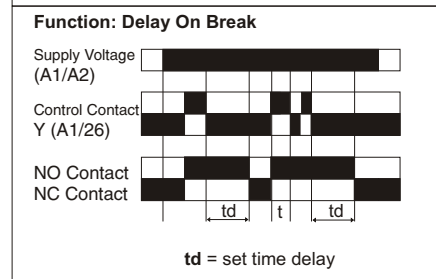 Function: Delay On Break
Supply Voltage
(A1/A2)
Control Contact
Y (A1/26)
NO Contact
NC Contact
td t td
td = set time delay